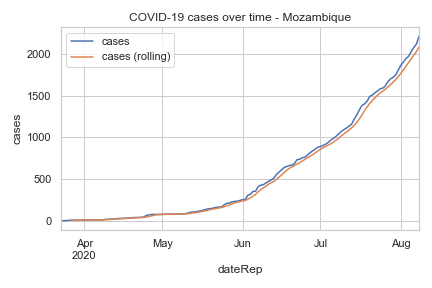 COVID-19 cases over time - Mozambique
cases
cases (rolling)
cases
2000
1500
1000
500
0
Apr
2020
May
Jun
Jul
Aug
dateRep